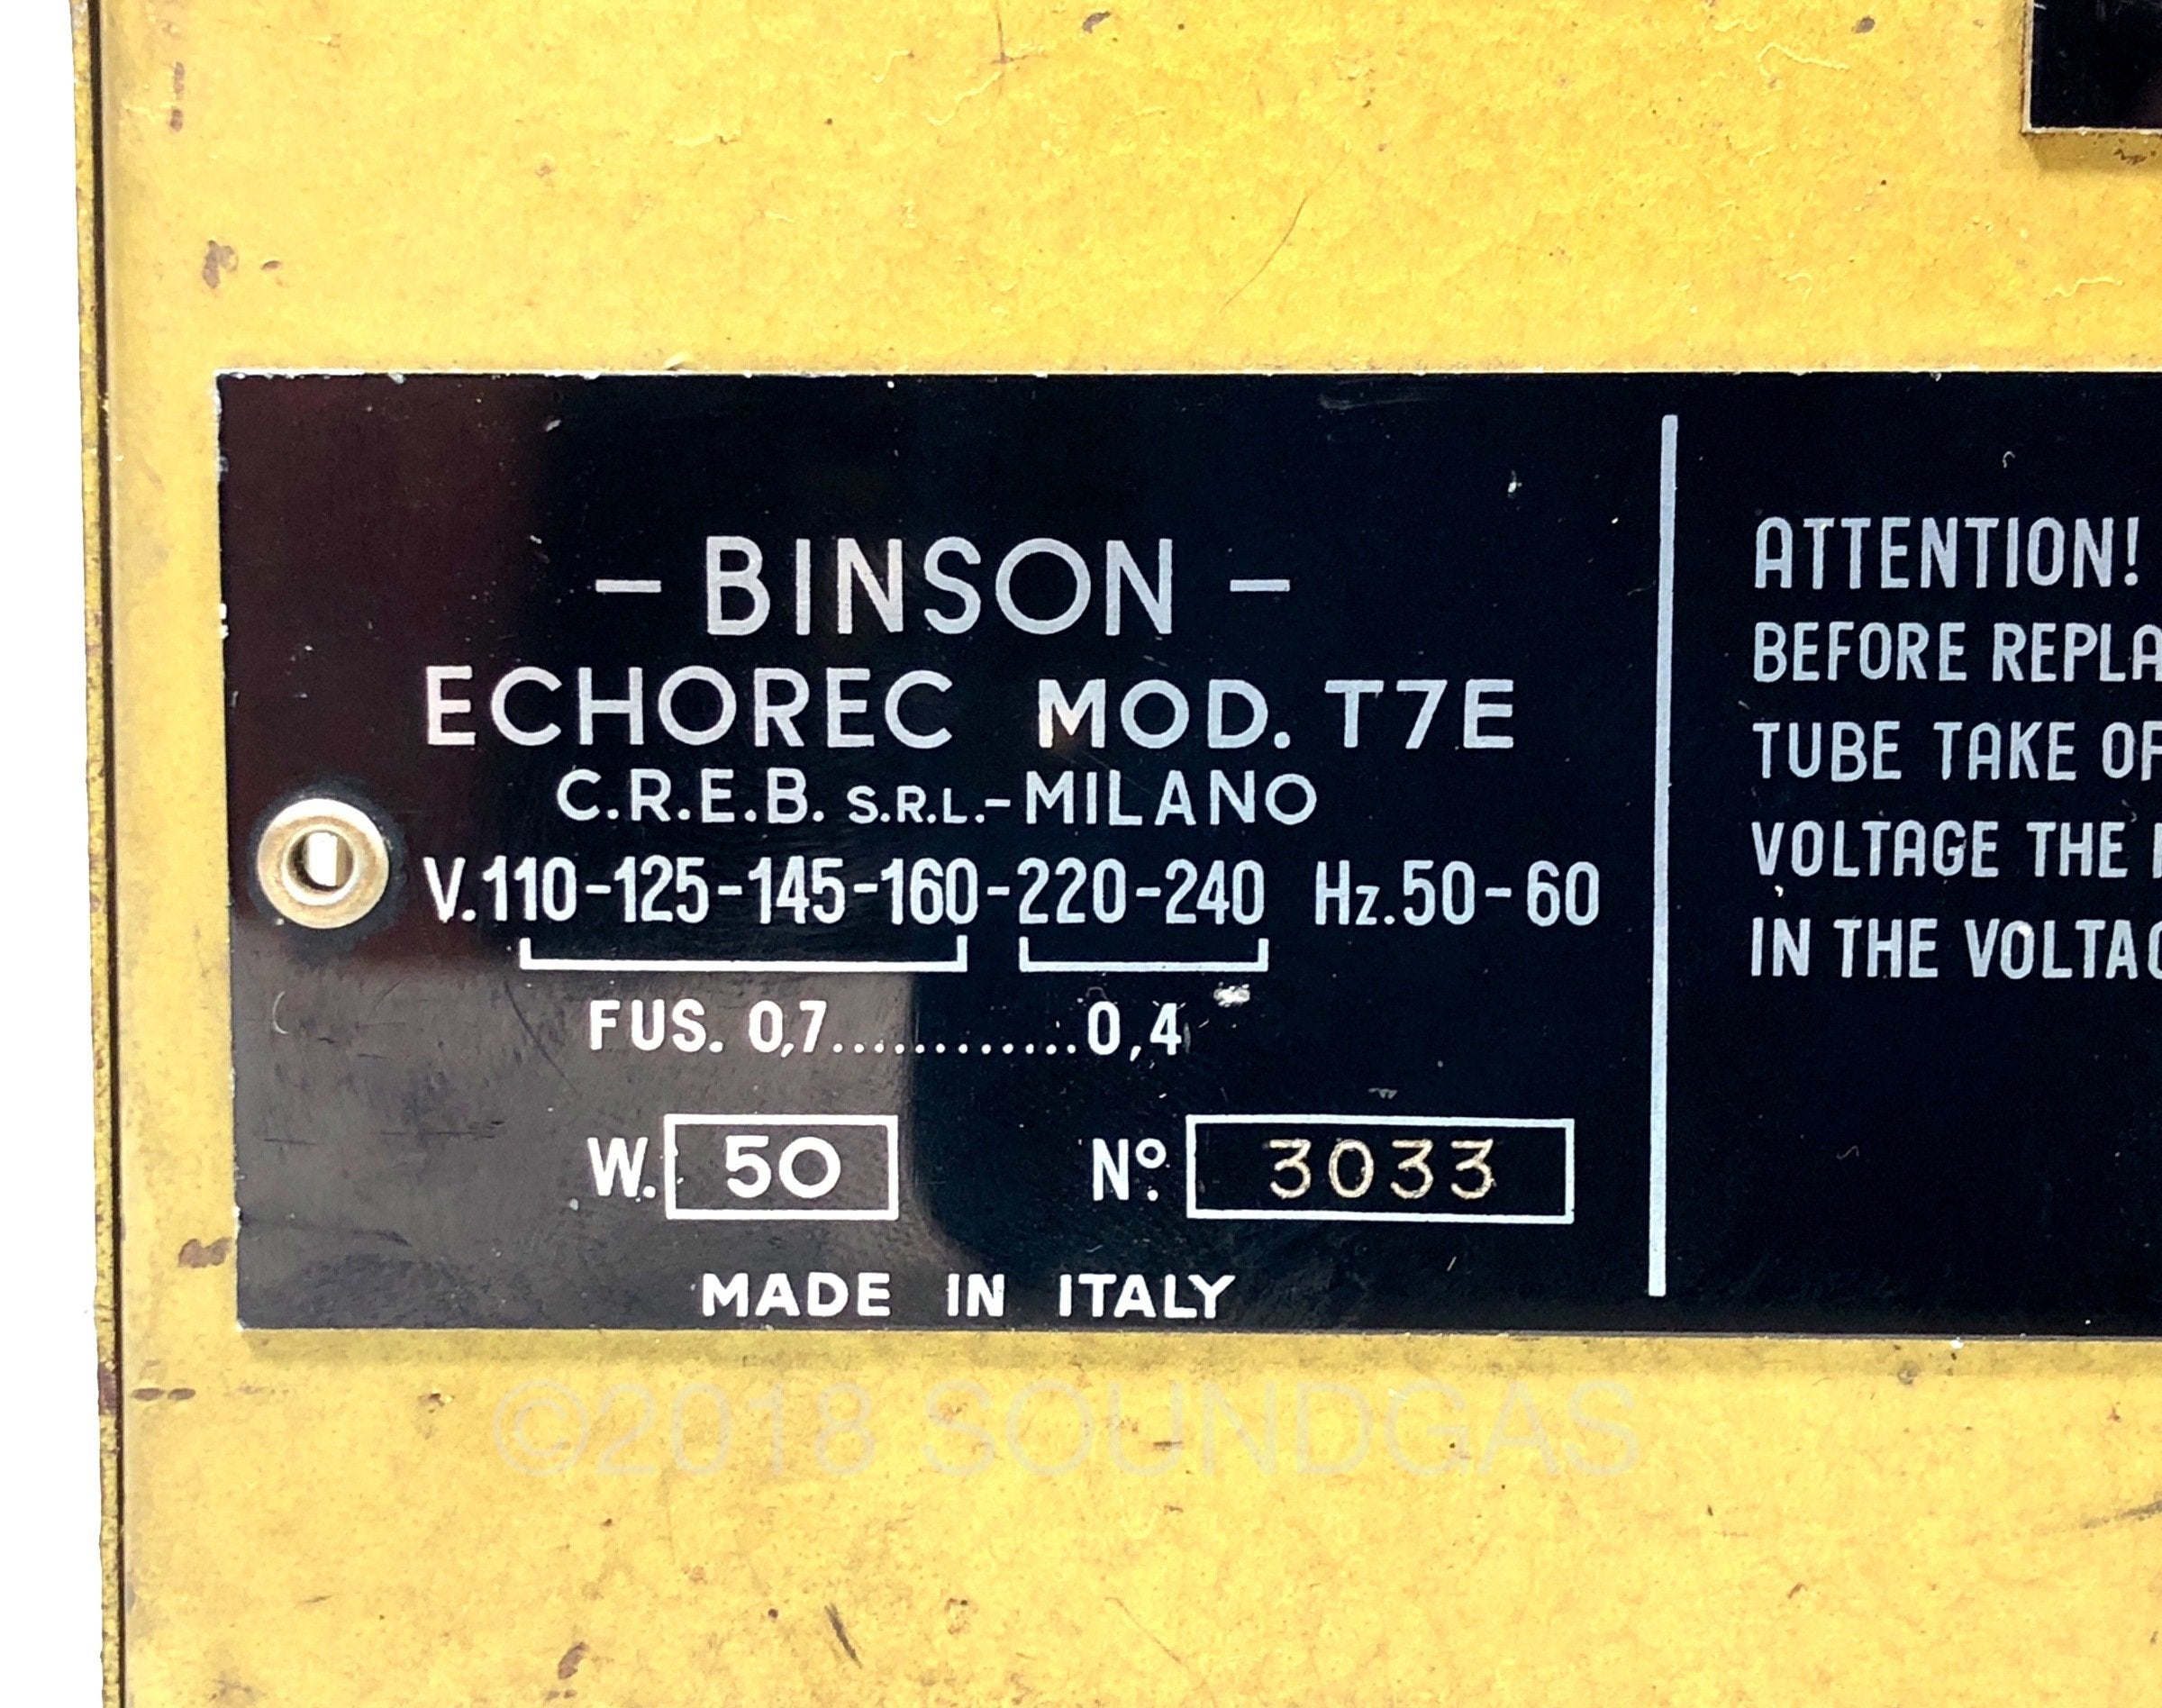 - BINSON -
ECHOREC MOD. T7E
C.R.E.B. S.R.L.-MILANO
V.110-125-145-160-220-240 Hz.50-60
FUS. 0,7............0,4
W. 50 Nº. 3033
MADE IN ITALY
ATTENTION!
BEFORE
TUBE TAKE
VOLTAGE THE
IN THE
©2018 SOUNDGAS